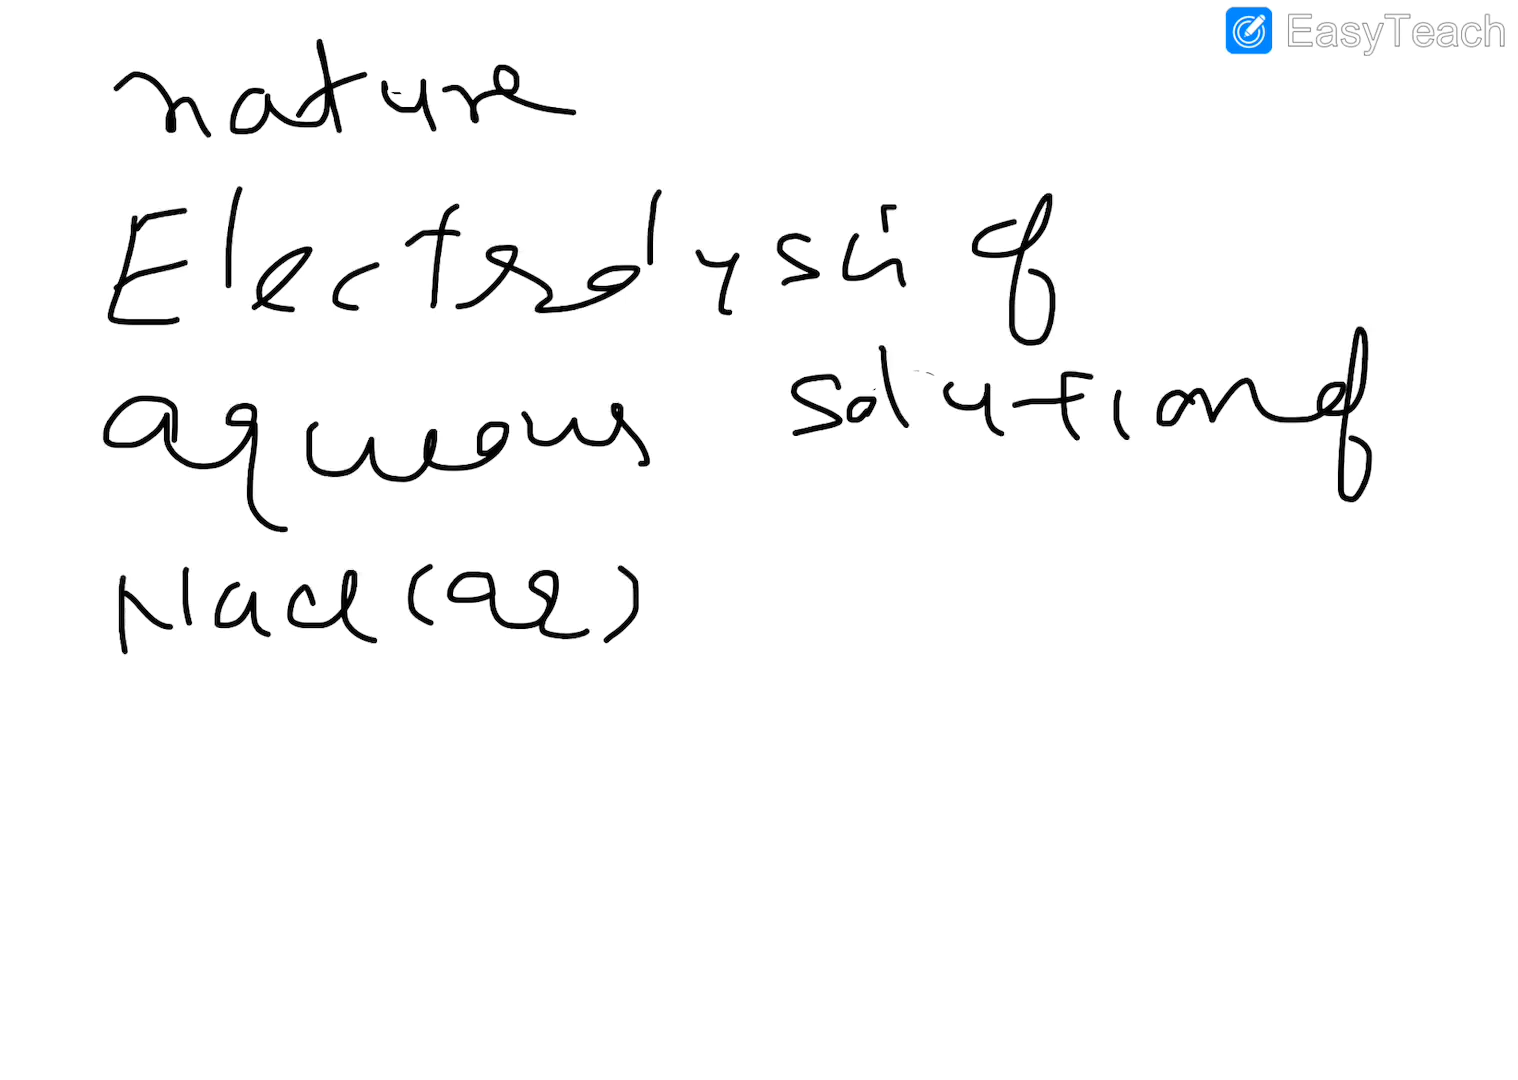 EasyTeach
nature
Electrolysis of
aqueous solution of
Nacl (aq)